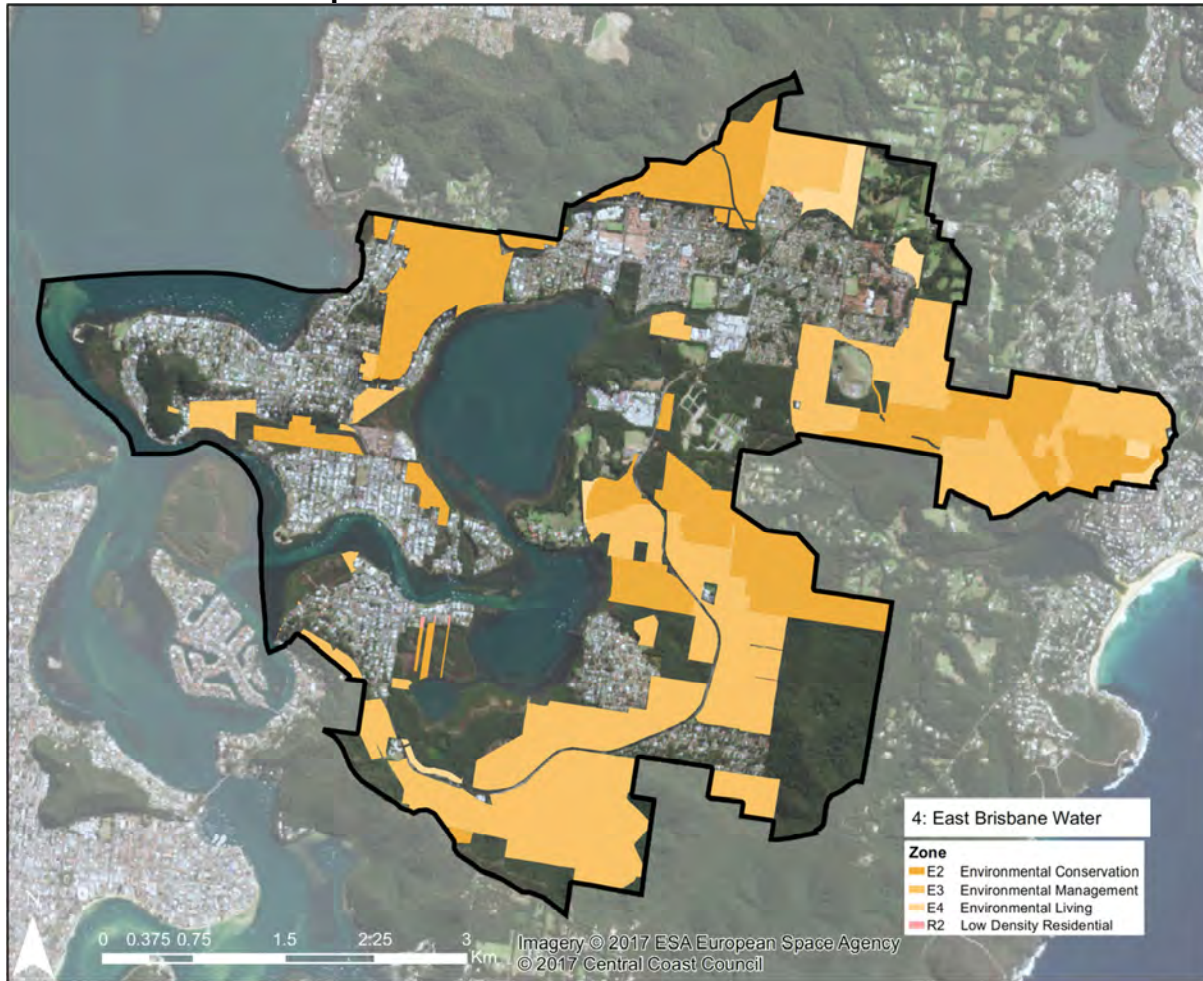 4: East Brisbane Water
Zone
E2 Environmental Conservation
E3 Environmental Management
E4 Environmental Living
R2 Low Density Residential
N
0 0.375 0.75 1.5 2.25 3
Km
Imagery © 2017 ESA European Space Agency
© 2017 Central Coast Council